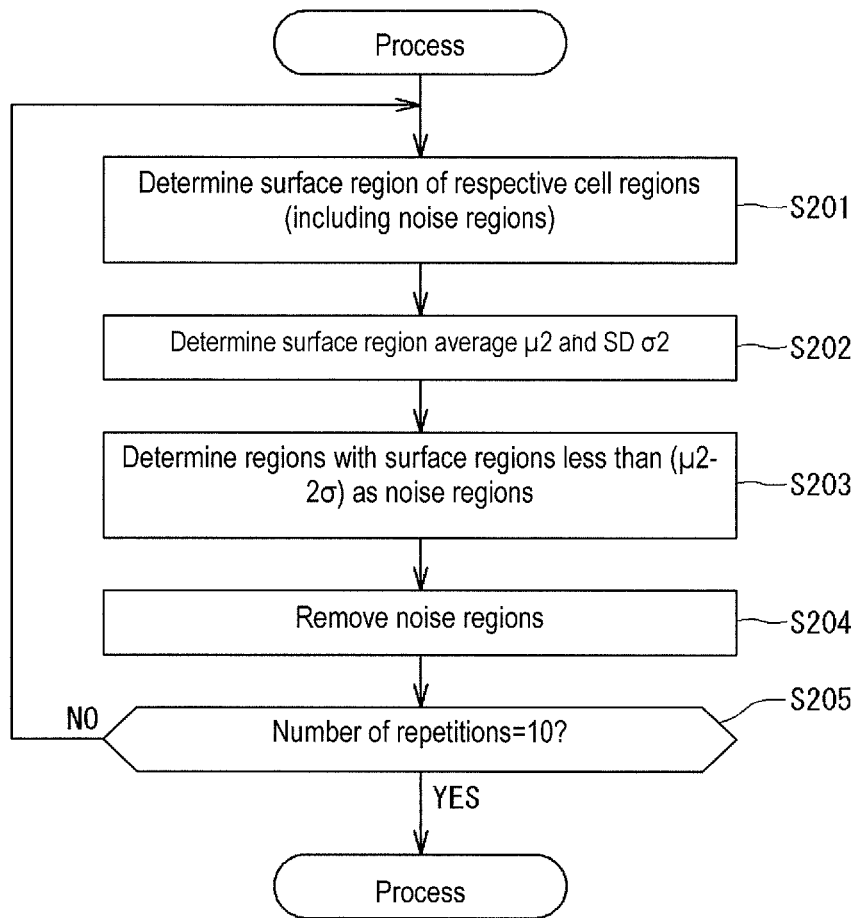 Process
Determine surface region of respective cell regions
(including noise regions)
S201
Determine surface region average μ2 and SD σ2
S202
Determine regions with surface regions less than (μ2-
2σ) as noise regions
S203
Remove noise regions
S204
S205
NO
Number of repetitions=10?
YES
Process